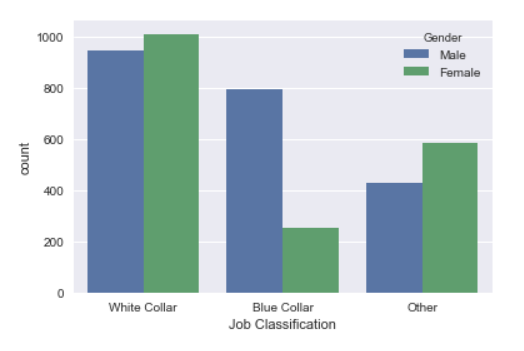 Gender
Male
Female
1000
800
600
400
200
0
count
White Collar
Blue Collar
Other
Job Classification